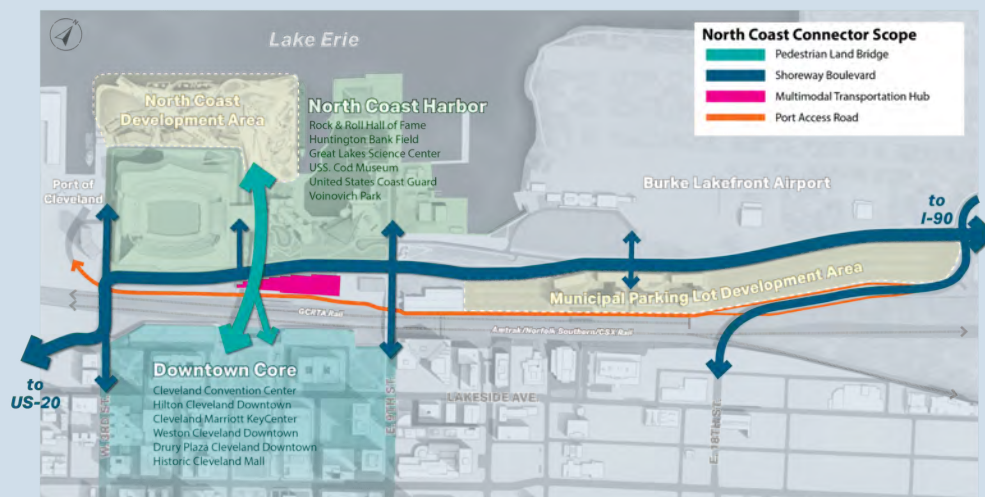 N
Lake Erie
North Coast Connector Scope
Pedestrian Land Bridge
Shoreway Boulevard
Multimodal Transportation Hub
Port Access Road
North Coast
Development Area
North Coast Harbor
Rock & Roll Hall of Fame
Huntington Bank Field
Great Lakes Science Center
USS. Cod Museum
United States Coast Guard
Voinovich Park
Port of
Cleveland
Burke Lakefront Airport
to
I-90
Municipal Parking Lot Development Area
GCRTA Rail
Amtrak/Norfolk Southern/CSX Rail
to
US-20
Downtown Core
Cleveland Convention Center
Hilton Cleveland Downtown
Cleveland Marriott KeyCenter
Weston Cleveland Downtown
Drury Plaza Cleveland Downtown
Historic Cleveland Mall
W. 3RD ST.
E. 9TH ST.
LAKESIDE AVE.
E. 18TH ST.